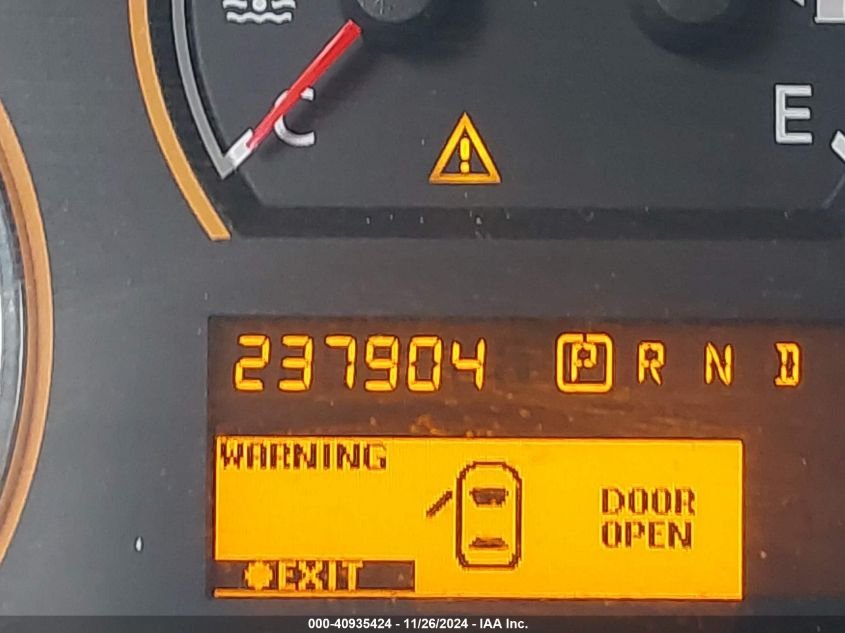 C
E
237904 P R N D
WARNING
DOOR
OPEN
EXIT
000-40935424 - 11/26/2024 - IAA Inc.